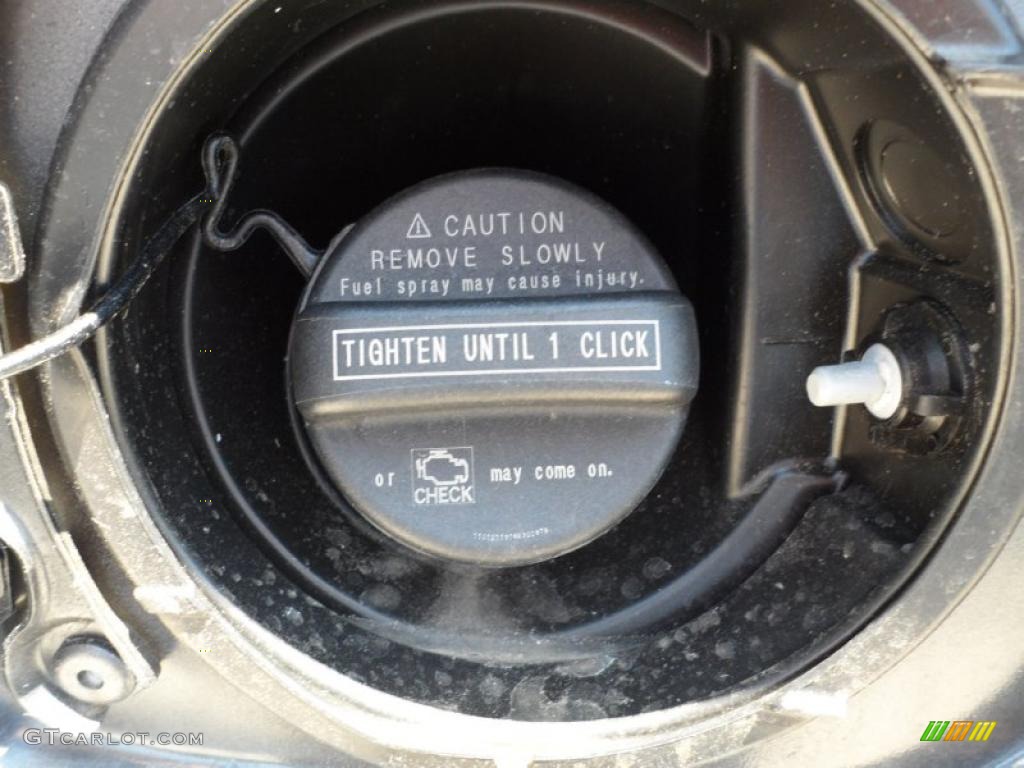 ⚠ CAUTION
REMOVE SLOWLY
Fuel spray may cause injury.
TIGHTEN UNTIL 1 CLICK
or CHECK may come on.
GTCARLOT.COM